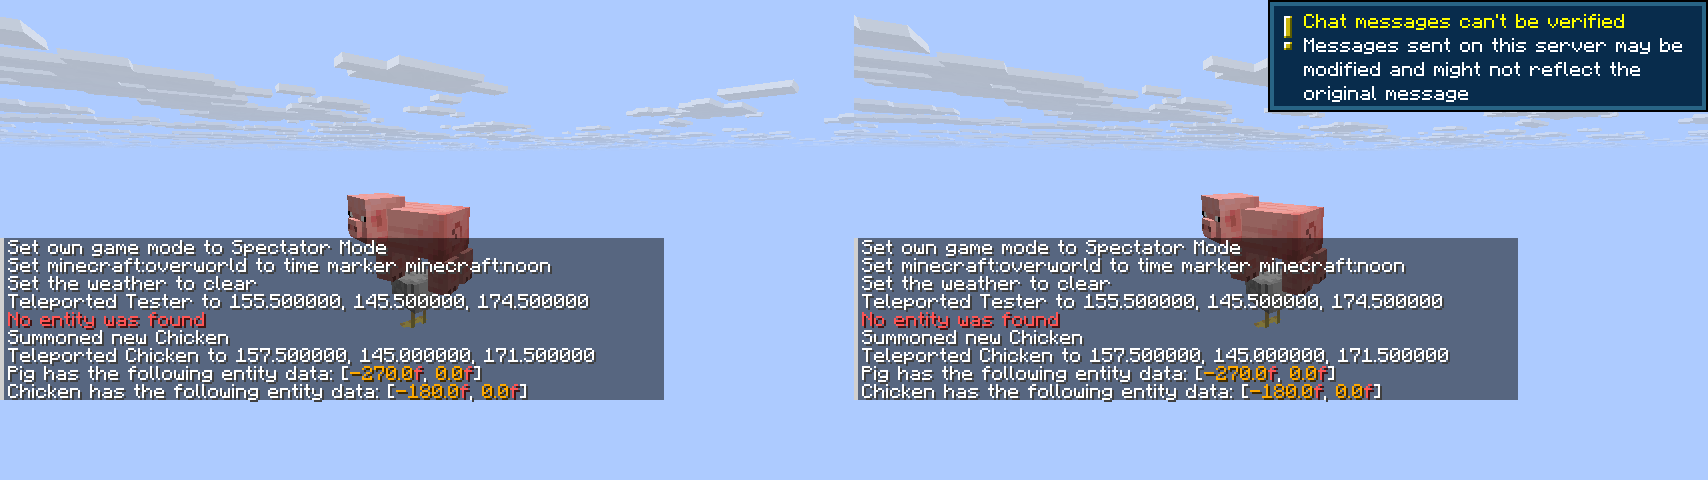 Set own game mode to Spectator Mode
Set minecraft:overworld to time marker minecraft:noon
Set the weather to clear
Teleported Tester to 155.500000, 145.500000, 174.500000
No entity was found
Summoned new Chicken
Teleported Chicken to 157.500000, 145.000000, 171.500000
Pig has the following entity data: [-270.0f, 0.0f]
Chicken has the following entity data: [-180.0f, 0.0f]
Chat messages can't be verified
Messages sent on this server may be
modified and might not reflect the
original message
Set own game mode to Spectator Mode
Set minecraft:overworld to time marker minecraft:noon
Set the weather to clear
Teleported Tester to 155.500000, 145.500000, 174.500000
No entity was found
Summoned new Chicken
Teleported Chicken to 157.500000, 145.000000, 171.500000
Pig has the following entity data: [-270.0f, 0.0f]
Chicken has the following entity data: [-180.0f, 0.0f]